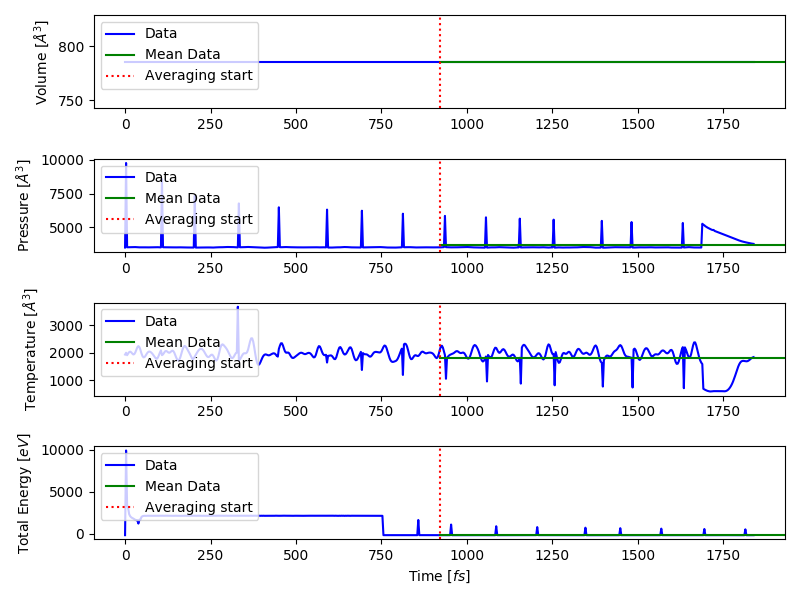 Volume [Å³]
800
750
Data
Mean Data
Averaging start
0 250 500 750 1000 1250 1500 1750
Pressure [Å³]
10000
7500
5000
Data
Mean Data
Averaging start
0 250 500 750 1000 1250 1500 1750
Temperature [Å³]
3000
2000
1000
Data
Mean Data
Averaging start
0 250 500 750 1000 1250 1500 1750
Total Energy [eV]
10000
5000
0
Data
Mean Data
Averaging start
0 250 500 750 1000 1250 1500 1750
Time [fs]